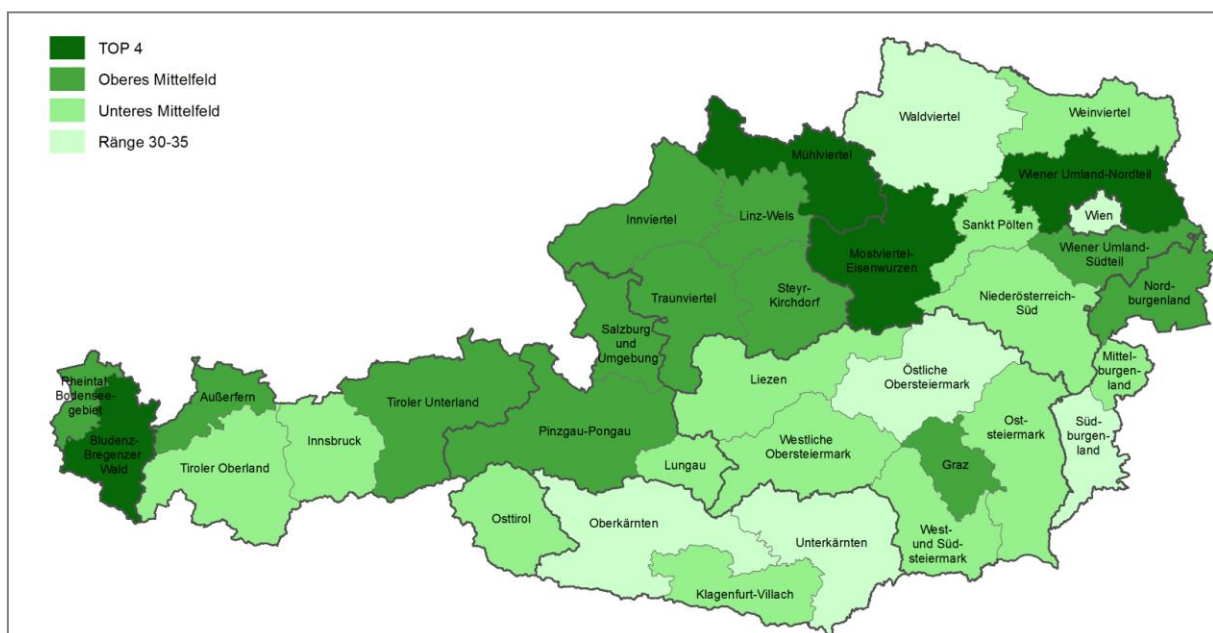 TOP 4
Oberes Mittelfeld
Unteres Mittelfeld
Ränge 30-35
Waldviertel
Weinviertel
Mühlviertel
Wiener Umland-Nordteil
Innviertel
Linz-Wels
Sankt Pölten
Wien
Mostviertel-
Eisenwurzen
Wiener Umland-
Südteil
Traunviertel
Steyr-
Kirchdorf
Niederösterreich-
Süd
Nord-
burgenland
Salzburg
und
Umgebung
Mittel-
burgen-
land
Rheintal
Bodensee-
gebiet
Außerfern
Tiroler Unterland
Liezen
Östliche
Obersteiermark
Bludenz-
Bregenzer
Wald
Innsbruck
Pinzgau-Pongau
Westliche
Obersteiermark
Ost-
steiermark
Süd-
burgen-
land
Tiroler Oberland
Lungau
Graz
Osttirol
Oberkärnten
Unterkärnten
West-
und Süd-
steiermark
Klagenfurt-Villach